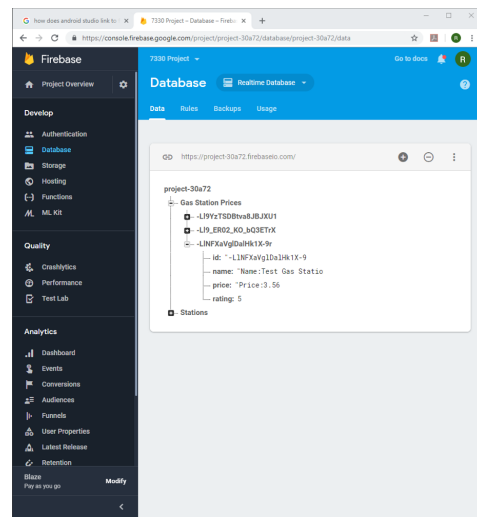 how does android studio link to
7330 Project – Database – Fireb
https://console.firebase.google.com/project/project-30a72/database/project-30a72/data
R
Firebase
Project Overview
Develop
Authentication
Database
Storage
Hosting
Functions
ML Kit
Quality
Crashlytics
Performance
Test Lab
Analytics
Dashboard
Events
Conversions
Audiences
Funnels
User Properties
Latest Release
Retention
Blaze
Pay as you go
Modify
7330 Project
Go to docs
R
Database
Realtime Database
Data Rules Backups Usage
https://project-30a72.firebaseio.com/
project-30a72
Gas Station Prices
-LI9YzTSDBtva8JBJXU1
-LI9_ER02_KO_bQ3ETrX
-LINFXaVglDalHk1X-9r
id: "-LINFXaVglDalHk1X-9
name: "Name:Test Gas Statio
price: "Price:3.56
rating: 5
Stations